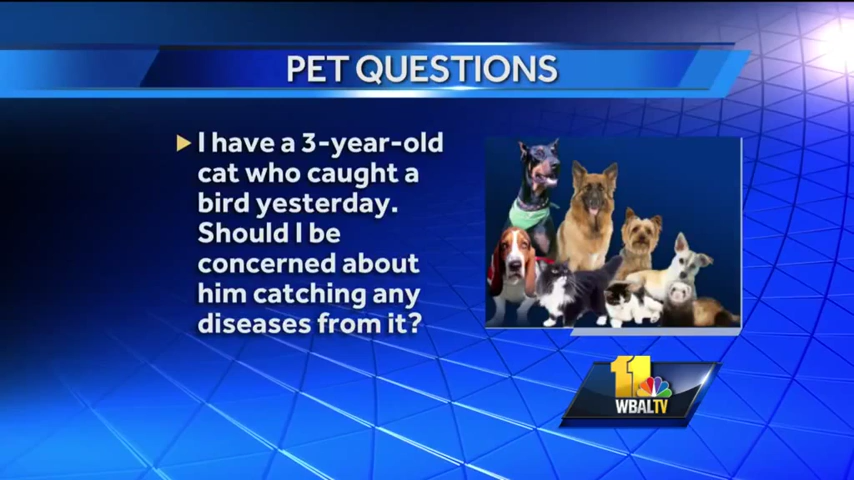 PET QUESTIONS
I have a 3-year-old
cat who caught a
bird yesterday.
Should I be
concerned about
him catching any
diseases from it?
11
WBALTV